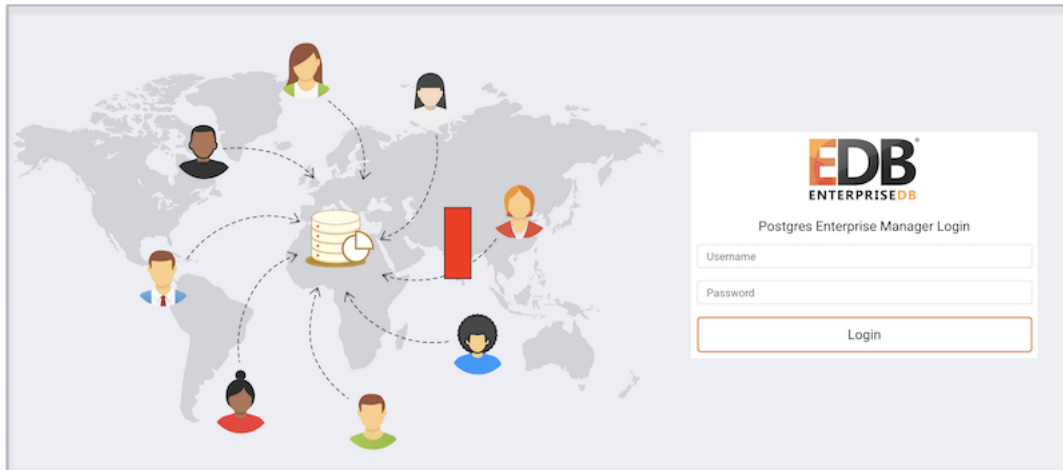 EDB®
ENTERPRISEDB
Postgres Enterprise Manager Login
Username
Password
Login